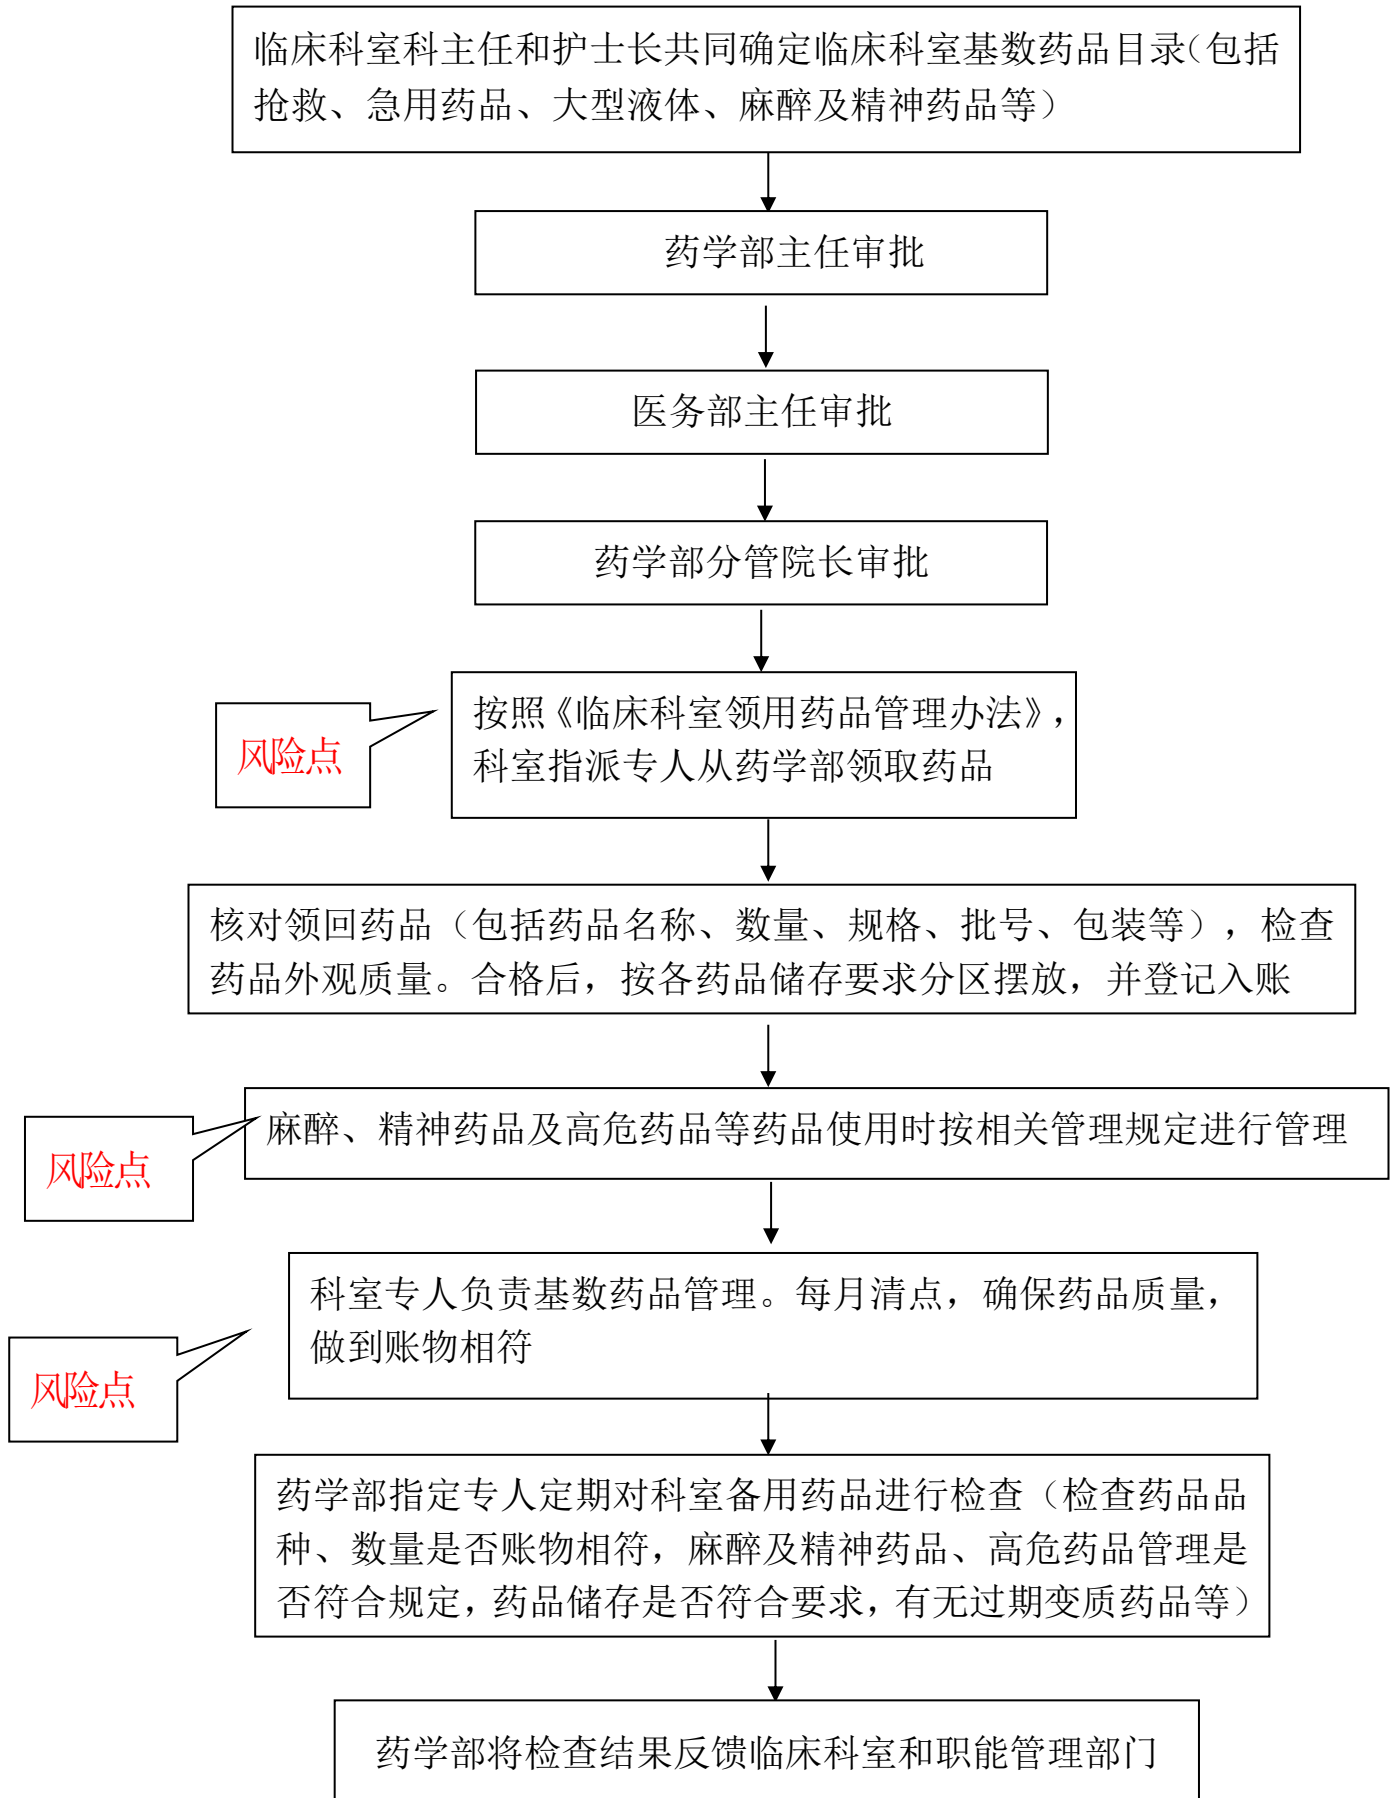 临床科室科主任和护士长共同确定临床科室基数药品目录（包括
抢救、急用药品、大型液体、麻醉及精神药品等）
药学部主任审批
医务部主任审批
药学部分管院长审批
按照《临床科室领用药品管理办法》，
科室指派专人从药学部领取药品
风险点
核对领回药品（包括药品名称、数量、规格、批号、包装等），检查
药品外观质量。合格后，按各药品储存要求分区摆放，并登记入账
麻醉、精神药品及高危药品等药品使用时按相关管理规定进行管理
风险点
科室专人负责基数药品管理。每月清点，确保药品质量，
做到账物相符
风险点
药学部指定专人定期对科室备用药品进行检查（检查药品品
种、数量是否账物相符，麻醉及精神药品、高危药品管理是
否符合规定，药品储存是否符合要求，有无过期变质药品等）
药学部将检查结果反馈临床科室和职能管理部门